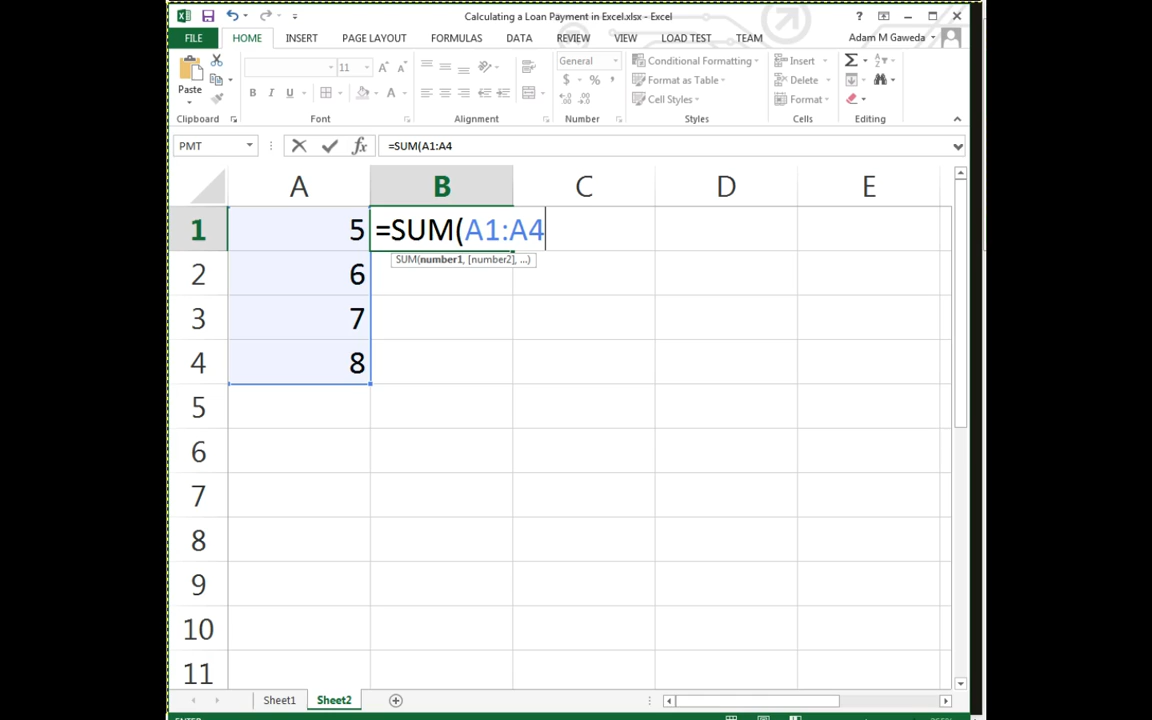 Calculating a Loan Payment in Excel.xlsx - Excel
FILE HOME INSERT PAGE LAYOUT FORMULAS DATA REVIEW VIEW LOAD TEST TEAM Adam M Gaweda
Paste
11
General
Conditional Formatting
Format as Table
Cell Styles
Insert
Delete
Format
Clipboard Font Alignment Number Styles Cells Editing
PMT =SUM(A1:A4
A B C D E
1 5 =SUM(A1:A4
SUM(number1, [number2], ...)
2 6
3 7
4 8
5
6
7
8
9
10
11
Sheet1 Sheet2